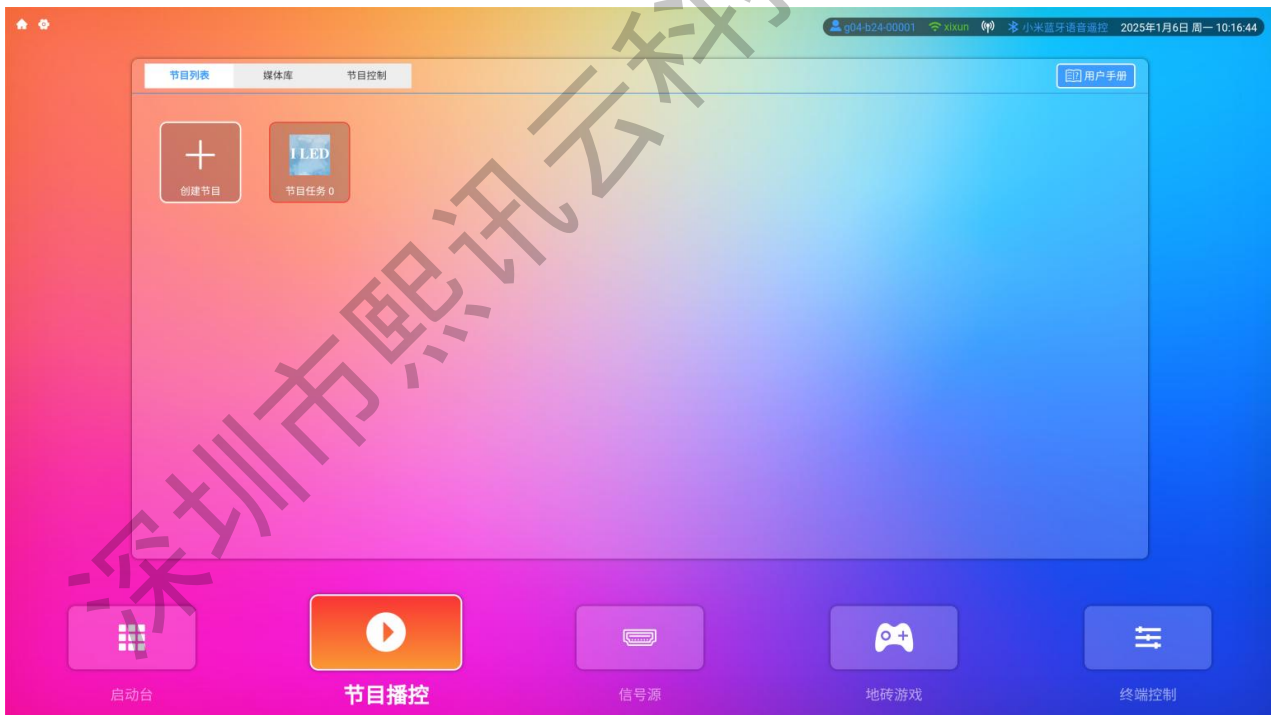 g04-b24-00001 xixun 小米蓝牙语音遥控 2025年1月6日 周一 10:16:44
节目列表 媒体库 节目控制 用户手册
I LED
创建节目 节目任务 0
深圳市熙讯云科
启动台 节目播控 信号源 地砖游戏 终端控制